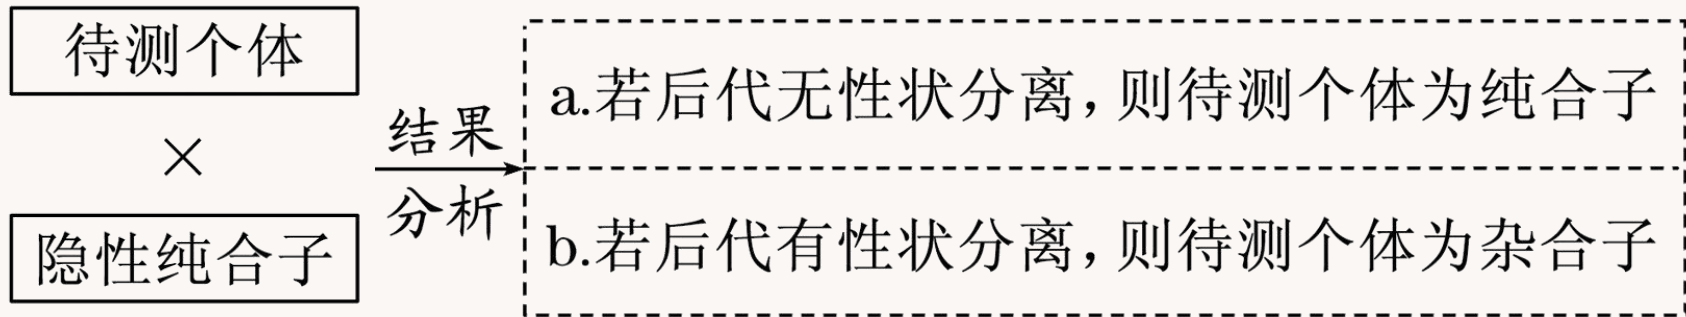 待测个体
×
隐性纯合子
结果
分析
a.若后代无性状分离，则待测个体为纯合子
b.若后代有性状分离，则待测个体为杂合子